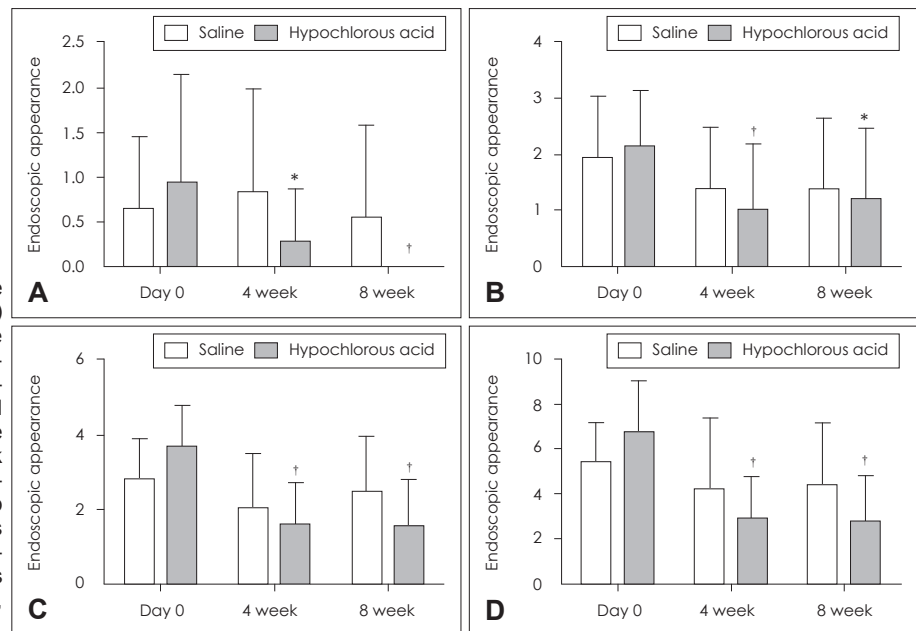 Saline Hypochlorous acid
Endoscopic appearance
2.5
2.0
1.5
1.0
0.5
0.0
*
†
Day 0 4 week 8 week
A
Saline Hypochlorous acid
Endoscopic appearance
4
3
2
1
0
†
*
Day 0 4 week 8 week
B
Saline Hypochlorous acid
Endoscopic appearance
6
4
2
0
†
†
Day 0 4 week 8 week
C
Saline Hypochlorous acid
Endoscopic appearance
10
8
6
4
2
0
†
†
Day 0 4 week 8 week
D